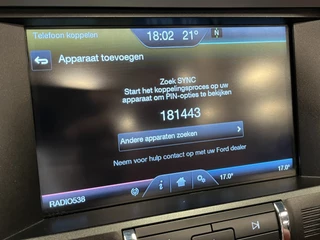 Telefoon koppelen 18:02 21° N
Apparaat toevoegen
Zoek SYNC
Start het koppelingsproces op uw
apparaat om PIN-opties te bekijken
181443
Andere apparaten zoeken
Neem voor hulp contact op met uw Ford dealer
RADIO538 17.0° 17.0°